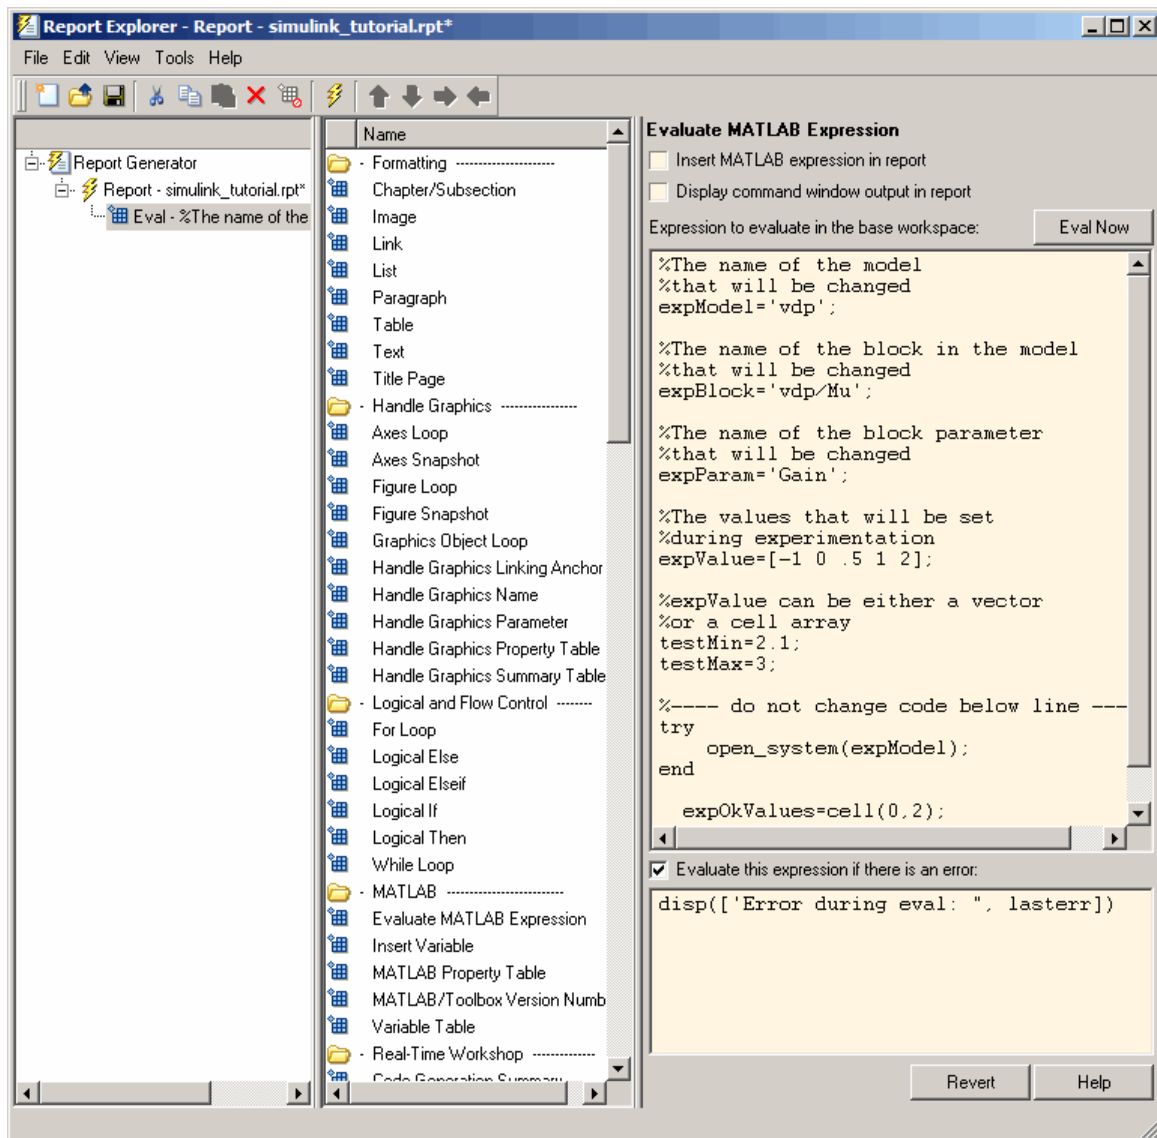 Report Explorer - Report - simulink_tutorial.rpt*
File Edit View Tools Help
Report Generator
Report - simulink_tutorial.rpt*
Eval - %The name of the
Name
- Formatting --------------------
Chapter/Subsection
Image
Link
List
Paragraph
Table
Text
Title Page
- Handle Graphics ----------------
Axes Loop
Axes Snapshot
Figure Loop
Figure Snapshot
Graphics Object Loop
Handle Graphics Linking Anchor
Handle Graphics Name
Handle Graphics Parameter
Handle Graphics Property Table
Handle Graphics Summary Table
- Logical and Flow Control --------
For Loop
Logical Else
Logical Elseif
Logical If
Logical Then
While Loop
- MATLAB ------------------------
Evaluate MATLAB Expression
Insert Variable
MATLAB Property Table
MATLAB/Toolbox Version Numb
Variable Table
- Real-Time Workshop -------------
Code Generation Summary
Evaluate MATLAB Expression
Insert MATLAB expression in report
Display command window output in report
Expression to evaluate in the base workspace:
Eval Now
%The name of the model
%that will be changed
expModel='vdp';
%The name of the block in the model
%that will be changed
expBlock='vdp/Mu';
%The name of the block parameter
%that will be changed
expParam='Gain';
%The values that will be set
%during experimentation
expValue=[-1 0 .5 1 2];
%expValue can be either a vector
%or a cell array
testMin=2.1;
testMax=3;
%---- do not change code below line ---
try
    open_system(expModel);
end
  expOkValues=cell(0,2);
Evaluate this expression if there is an error:
disp(['Error during eval: ", lasterr])
Revert
Help